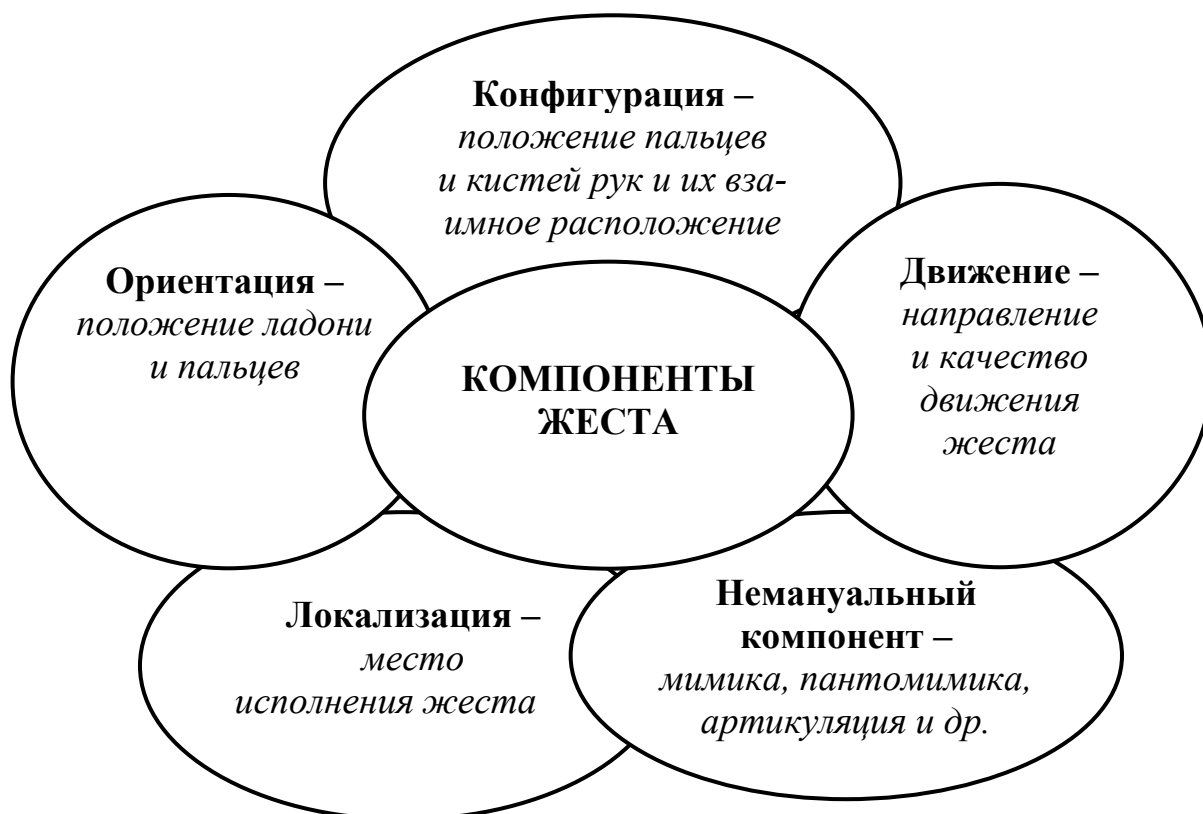 Конфигурация –
положение пальцев
и кистей рук и их вза-
имное расположение
Ориентация –
положение ладони
и пальцев
Движение –
направление
и качество
движения
жеста
КОМПОНЕНТЫ
ЖЕСТА
Локализация –
место
исполнения жеста
Немануальный
компонент –
мимика, пантомимика,
артикуляция и др.